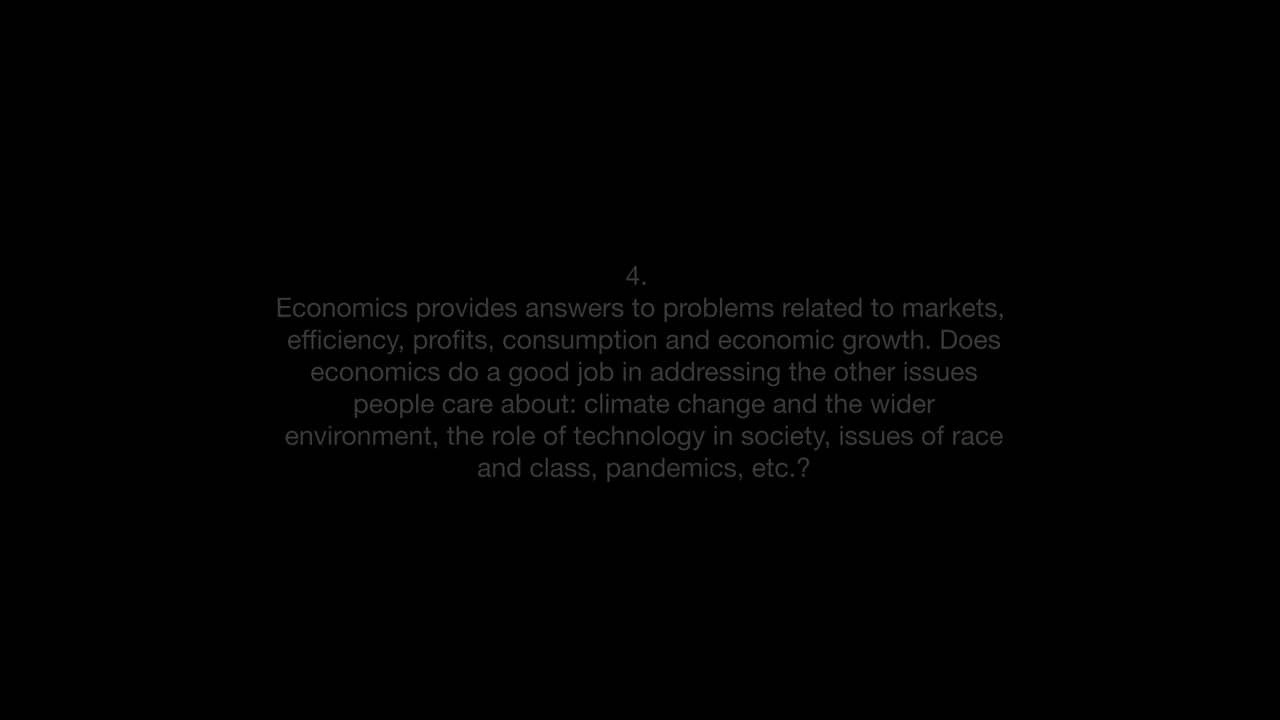 4.
Economics provides answers to problems related to markets,
efficiency, profits, consumption and economic growth. Does
economics do a good job in addressing the other issues
people care about: climate change and the wider
environment, the role of technology in society, issues of race
and class, pandemics, etc.?